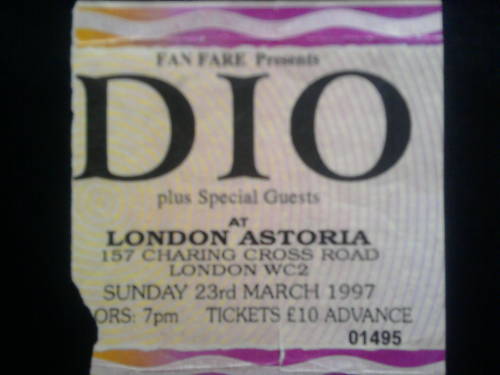 FAN FARE Presents
DIO
plus Special Guests
AT
LONDON ASTORIA
157 CHARING CROSS ROAD
LONDON WC2
SUNDAY 23rd MARCH 1997
ORS: 7pm TICKETS £10 ADVANCE
01495